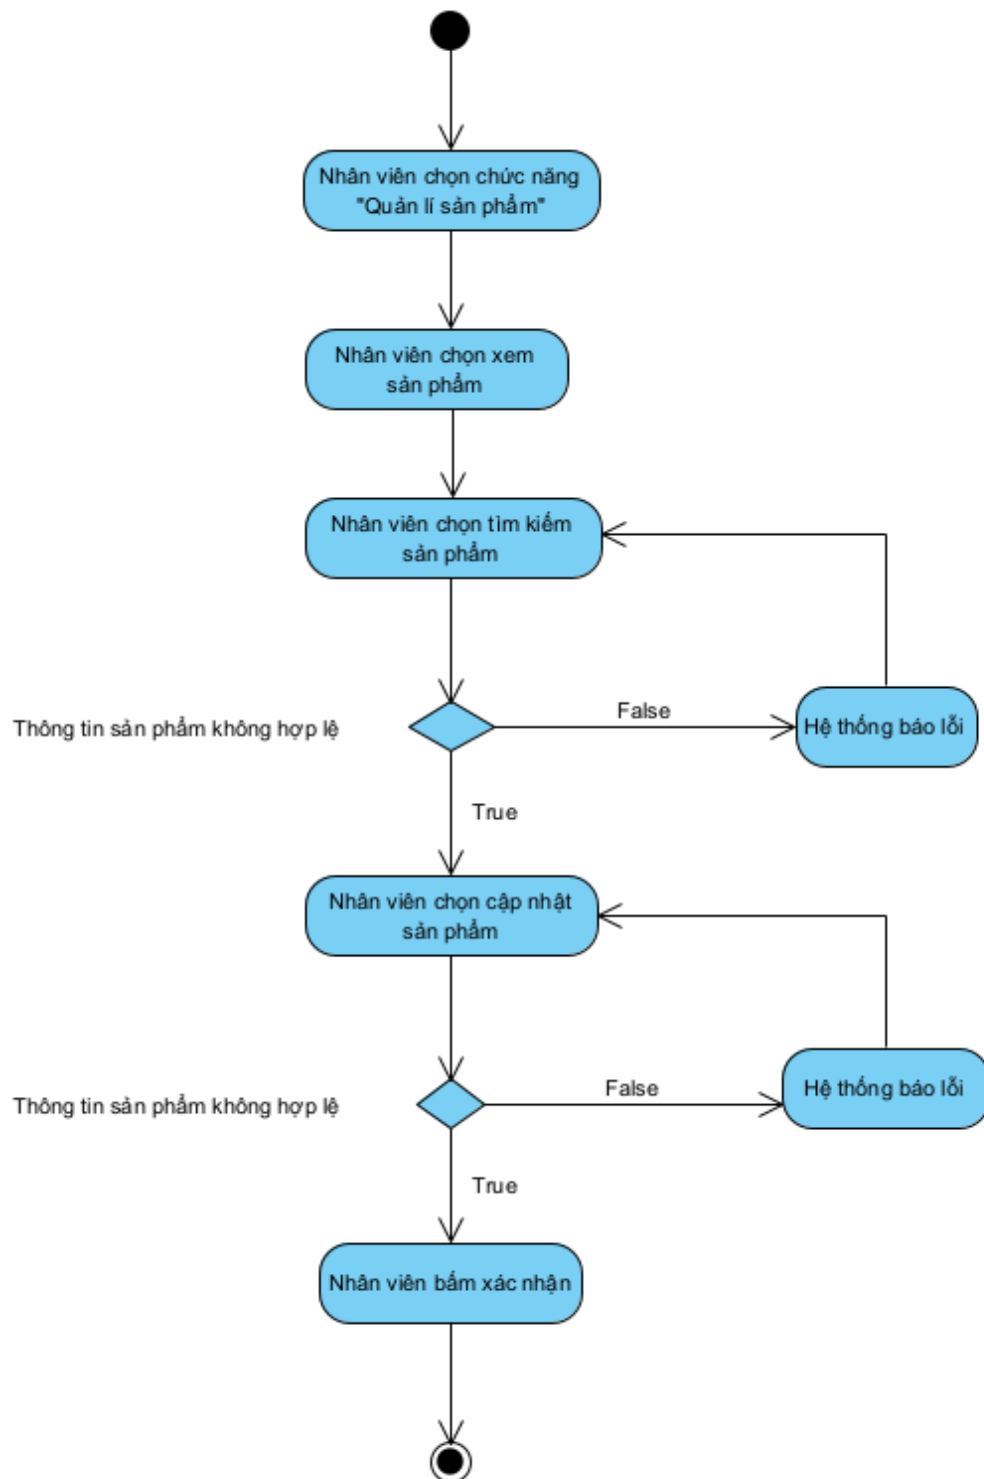 Nhân viên chọn chức năng
"Quản lí sản phẩm"
Nhân viên chọn xem
sản phẩm
Nhân viên chọn tìm kiếm
sản phẩm
Thông tin sản phẩm không hợp lệ
False
Hệ thống báo lỗi
True
Nhân viên chọn cập nhật
sản phẩm
Thông tin sản phẩm không hợp lệ
False
Hệ thống báo lỗi
True
Nhân viên bấm xác nhận